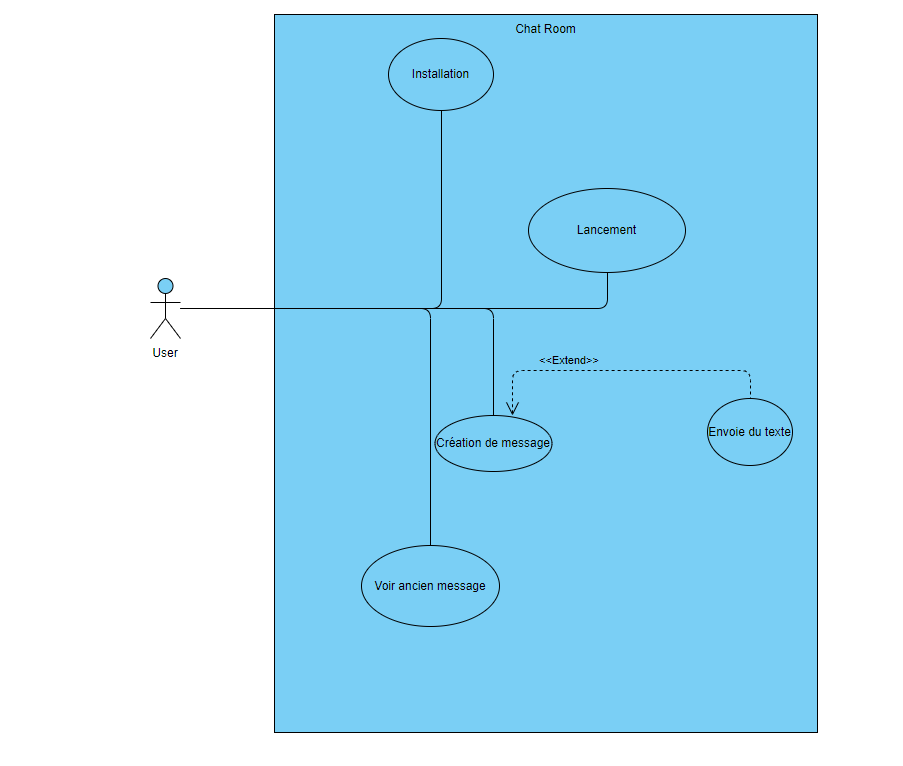 Chat Room
Installation
Lancement
User
<<Extend>>
Envoie du texte
Création de message
Voir ancien message